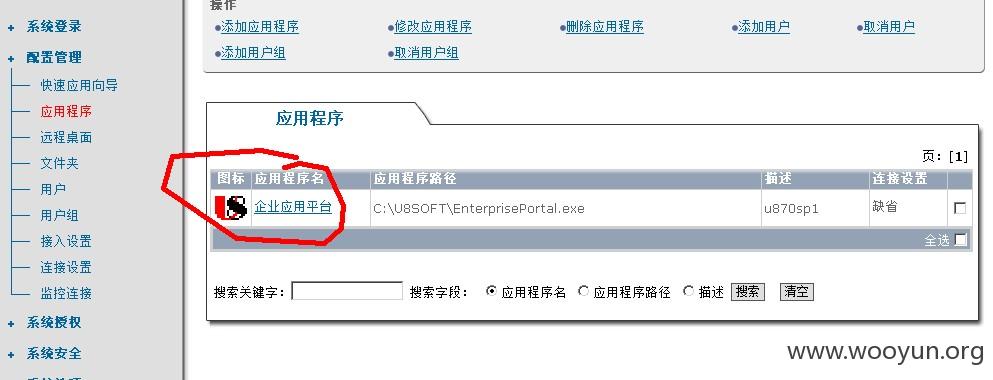 操作
添加应用程序 修改应用程序 删除应用程序 添加用户 取消用户
添加用户组 取消用户组
系统登录
配置管理
快速应用向导
应用程序
远程桌面
文件夹
用户
用户组
接入设置
连接设置
监控连接
系统授权
系统安全
应用程序
页：[1]
图标 应用程序名 应用程序路径 描述 连接设置
企业应用平台 C:\U8SOFT\EnterprisePortal.exe u870sp1 缺省
全选
搜索关键字： 搜索字段： 应用程序名 应用程序路径 描述 搜索 清空
www.wooyun.org